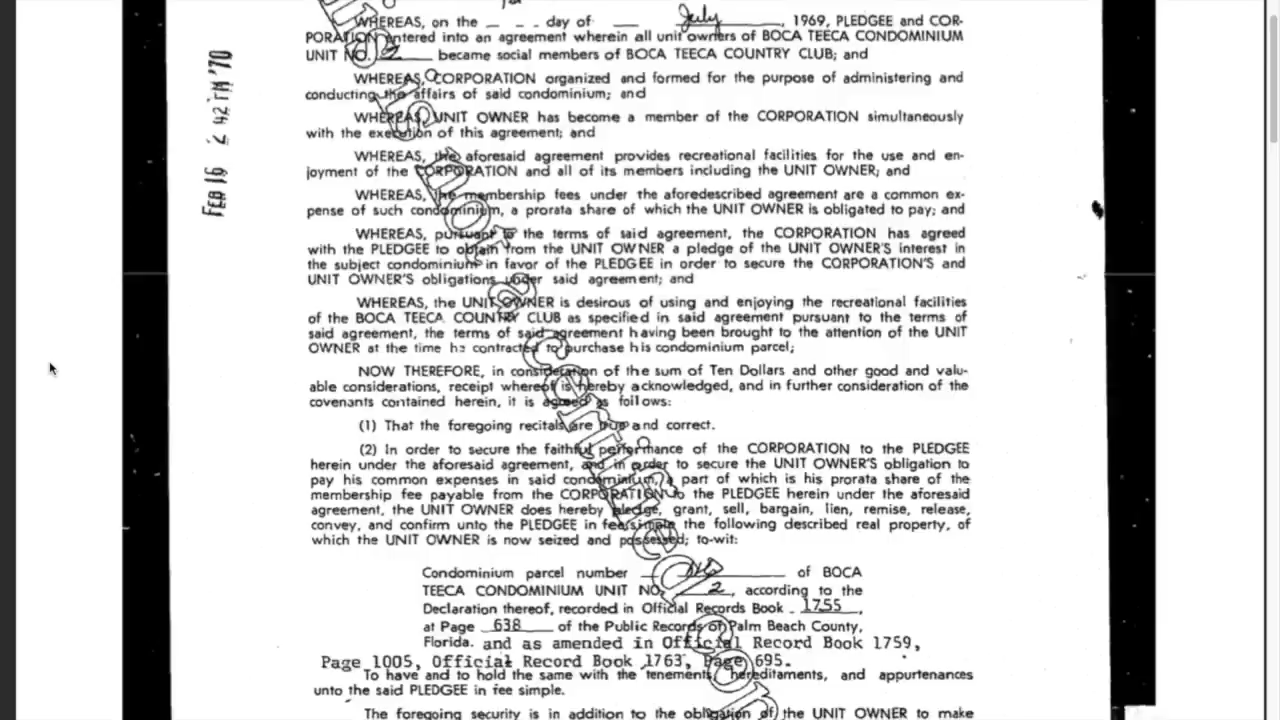 WHEREAS, on the _ _ _ day of __ July, 1969, PLEDGEE and COR-
PORATION entered into an agreement wherein all unit owners of BOCA TEECA CONDOMINIUM
UNIT NO. 2 became social members of BOCA TEECA COUNTRY CLUB; and
WHEREAS, CORPORATION organized and formed for the purpose of administering and
conducting the affairs of said condominium; and
WHEREAS, UNIT OWNER has become a member of the CORPORATION simultaneously
with the execution of this agreement; and
WHEREAS, the aforesaid agreement provides recreational facilities for the use and en-
joyment of the CORPORATION and all of its members including the UNIT OWNER; and
WHEREAS, the membership fees under the aforedescribed agreement are a common ex-
pense of such condominium, a prorata share of which the UNIT OWNER is obligated to pay; and
WHEREAS, pursuant to the terms of said agreement, the CORPORATION has agreed
with the PLEDGEE to obtain from the UNIT OWNER a pledge of the UNIT OWNER'S interest in
the subject condominium in favor of the PLEDGEE in order to secure the CORPORATION'S and
UNIT OWNER'S obligations under said agreement; and
WHEREAS, the UNIT OWNER is desirous of using and enjoying the recreational facilities
of the BOCA TEECA COUNTRY CLUB as specified in said agreement pursuant to the terms of
said agreement, the terms of said agreement having been brought to the attention of the UNIT
OWNER at the time he contracted to purchase his condominium parcel;
NOW THEREFORE, in consideration of the sum of Ten Dollars and other good and valu-
able considerations, receipt whereof is hereby acknowledged, and in further consideration of the
covenants contained herein, it is agreed as follows:
(1) That the foregoing recitals are true and correct.
(2) In order to secure the faithful performance of the CORPORATION to the PLEDGEE
herein under the aforesaid agreement, and in order to secure the UNIT OWNER'S obligation to
pay his common expenses in said condominium, a part of which is his prorata share of the
membership fee payable from the CORPORATION to the PLEDGEE herein under the aforesaid
agreement, the UNIT OWNER does hereby pledge, grant, sell, bargain, lien, remise, release,
convey, and confirm unto the PLEDGEE in fee simple the following described real property, of
which the UNIT OWNER is now seized and possessed; to-wit:
Condominium parcel number of BOCA
TEECA CONDOMINIUM UNIT NO. 2, according to the
Declaration thereof, recorded in Official Records Book 1755,
at Page 638 of the Public Records of Palm Beach County,
Florida. and as amended in Official Record Book 1759,
Page 1005, Official Record Book 1763, Page 695.
To have and to hold the same with the tenements, hereditaments, and appurtenances
unto the said PLEDGEE in fee simple.
The foregoing security is in addition to the obligation of the UNIT OWNER to make
FEB 16 2 42 PM '70
is not a certified cop